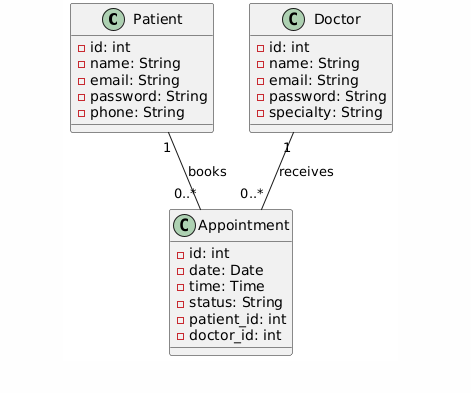 C Patient
id: int
name: String
email: String
password: String
phone: String
C Doctor
id: int
name: String
email: String
password: String
specialty: String
1
1
books
receives
0..*
0..*
C Appointment
id: int
date: Date
time: Time
status: String
patient_id: int
doctor_id: int